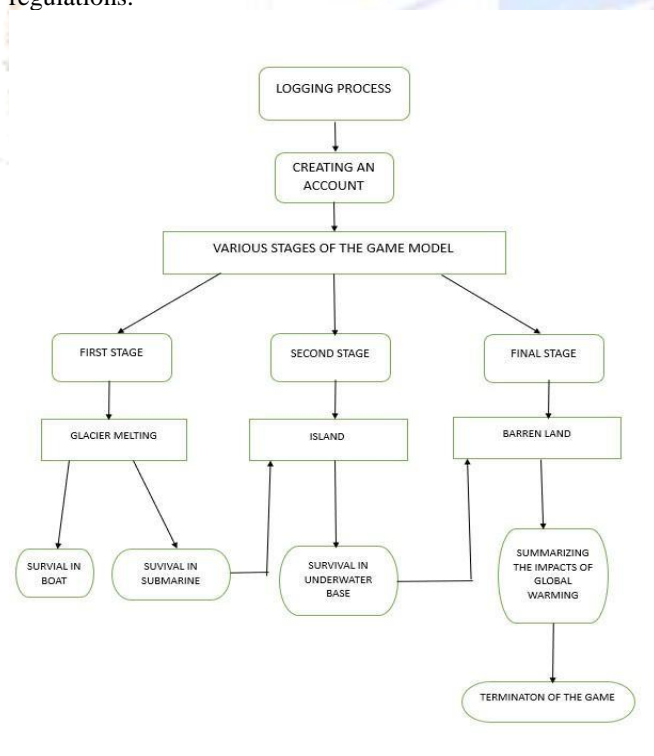 regulations.
LOGGING PROCESS
CREATING AN
ACCOUNT
VARIOUS STAGES OF THE GAME MODEL
FIRST STAGE
SECOND STAGE
FINAL STAGE
GLACIER MELTING
ISLAND
BARREN LAND
SURVIAL IN
BOAT
SUVIVAL IN
SUBMARINE
SURVIVAL IN
UNDERWATER
BASE
SUMMARIZING
THE IMPACTS OF
GLOBAL
WARMING
TERMINATON OF THE GAME